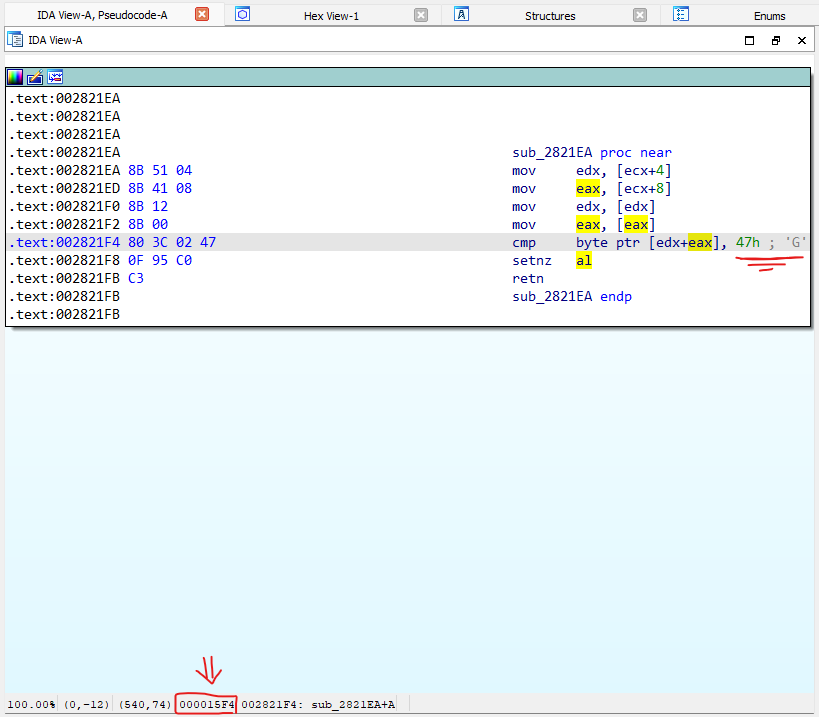 IDA View-A, Pseudocode-A Hex View-1 Structures Enums
IDA View-A
.text:002821EA
.text:002821EA
.text:002821EA
.text:002821EA sub_2821EA proc near
.text:002821EA 8B 51 04 mov edx, [ecx+4]
.text:002821ED 8B 41 08 mov eax, [ecx+8]
.text:002821F0 8B 12 mov edx, [edx]
.text:002821F2 8B 00 mov eax, [eax]
.text:002821F4 80 3C 02 47 cmp byte ptr [edx+eax], 47h ; 'G'
.text:002821F8 0F 95 C0 setnz al
.text:002821FB C3 retn
.text:002821FB sub_2821EA endp
.text:002821FB
100.00% (0,-12) (540,74) 000015F4 002821F4: sub_2821EA+A